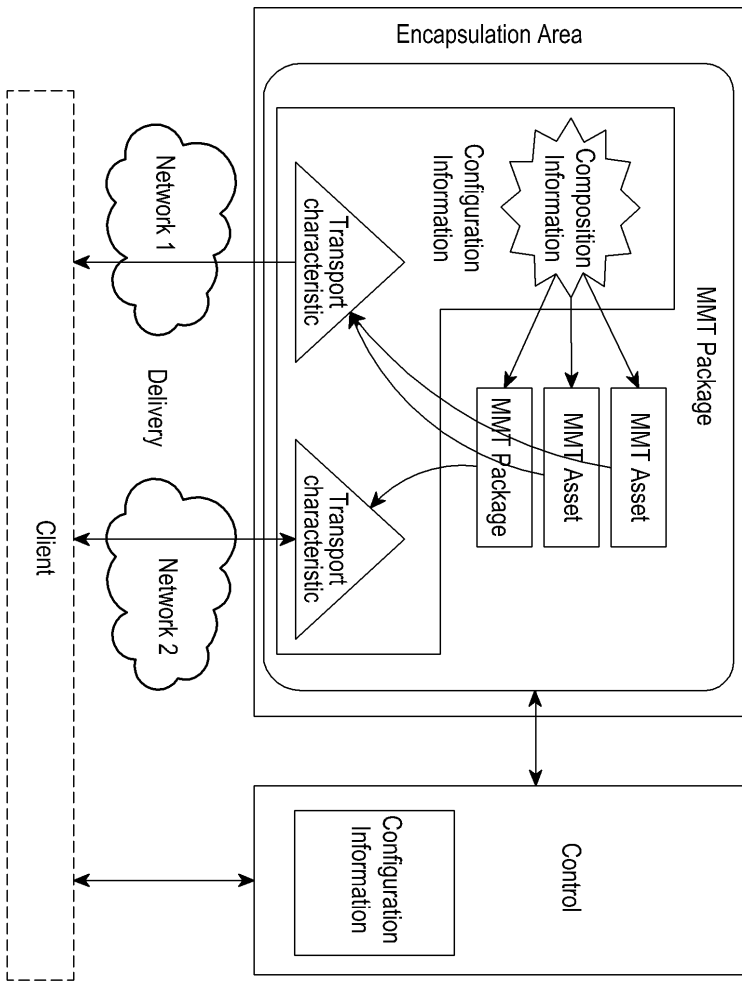 Encapsulation Area
MMT Package
Composition
Information
Configuration
Information
MMT Asset
MMT Asset
MMT Package
Transport
characteristic
Transport
characteristic
Control
Configuration
Information
Network 1
Delivery
Network 2
Client